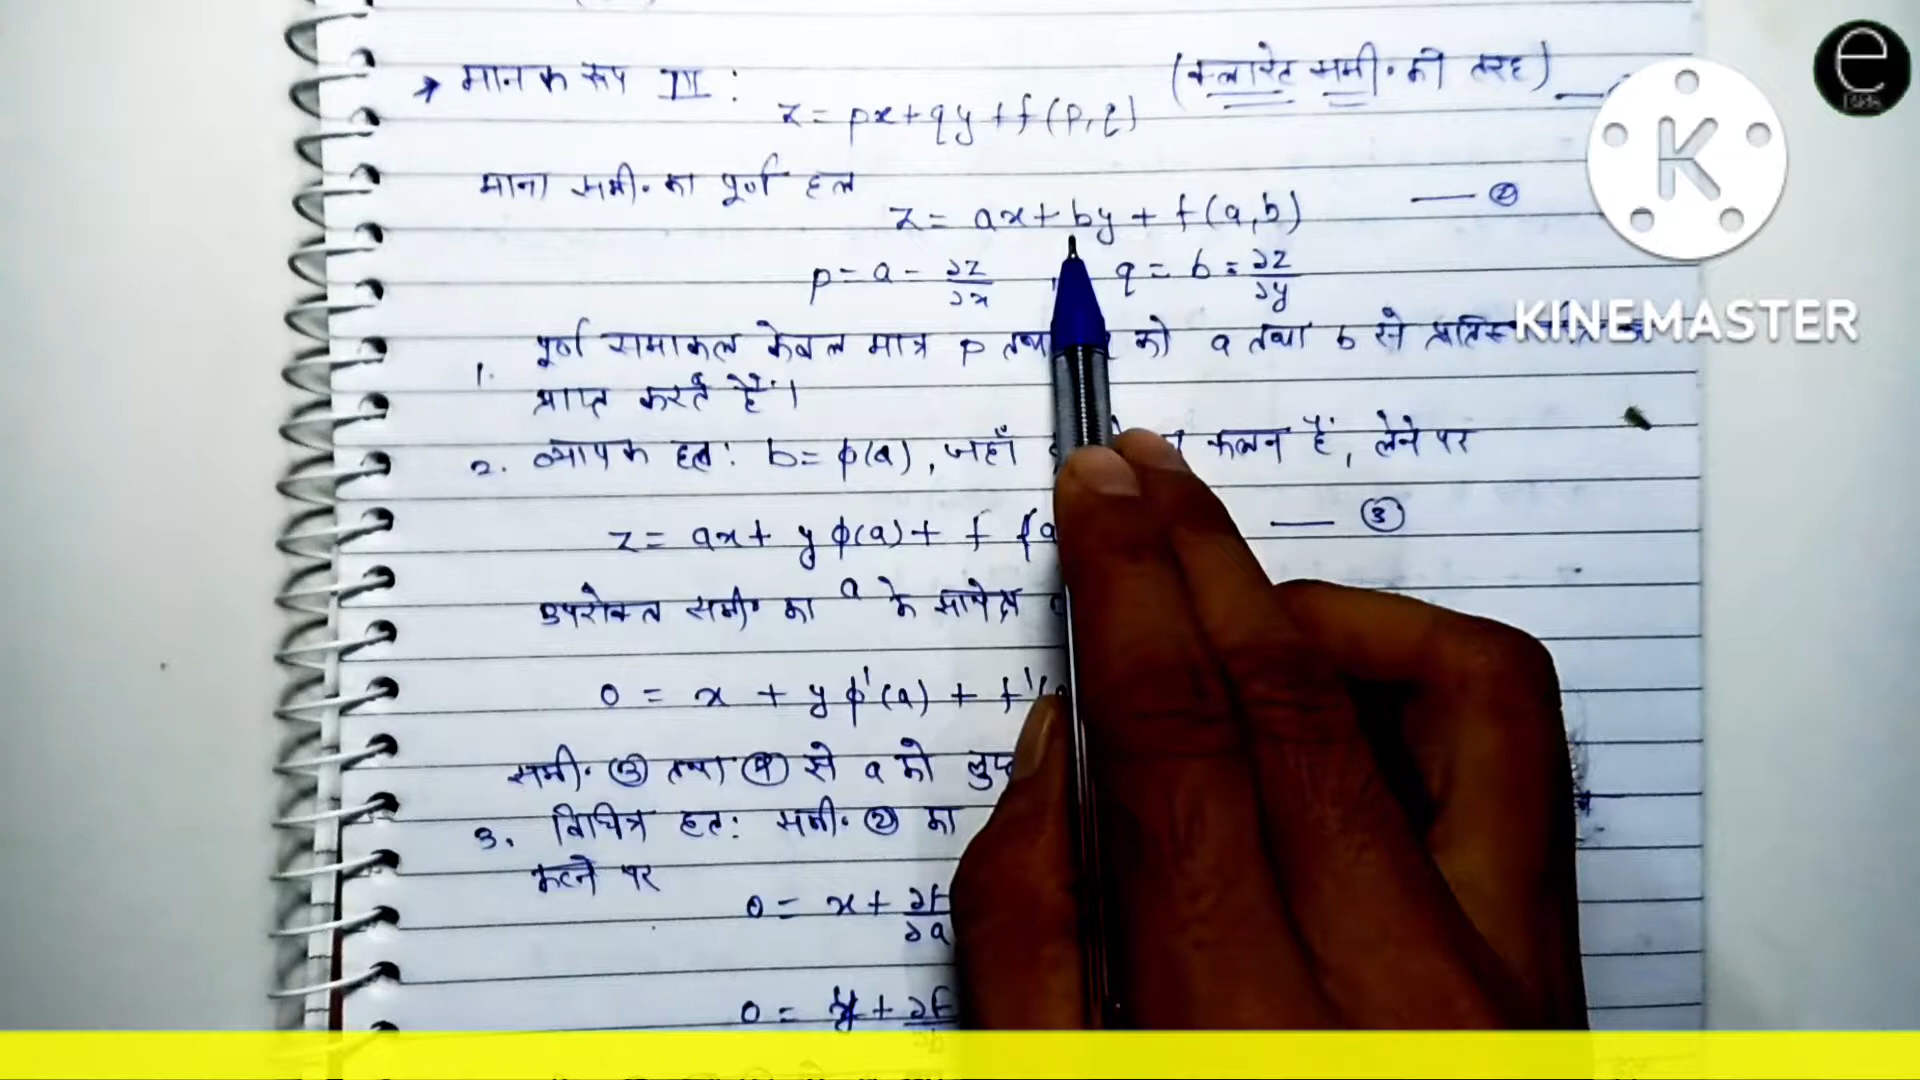 → मानक रूप III : (क्लारेट समी. की तरह)
z = px + qy + f(p,q)
माना समी. का पूर्ण हल
z = ax + by + f(a,b) — ②
p = a = ∂z/∂x , q = b = ∂z/∂y
1. पूर्ण समाकल केवल मात्र p को a तथा b से
प्राप्त करते हैं।
2. व्यापक हल: b = φ(a), जहाँ फलन हैं, लेने पर
z = ax + y φ(a) + f — ③
उपरोक्त समी. का a के सापेक्ष
0 = x + y φ'(a) + f'
समी. ③ तथा ④ से a को
3. विचित्र हल: समी. ② का
करने पर
0 = x + ∂f/∂a
0 = y + ∂f
KINEMASTER
K
e